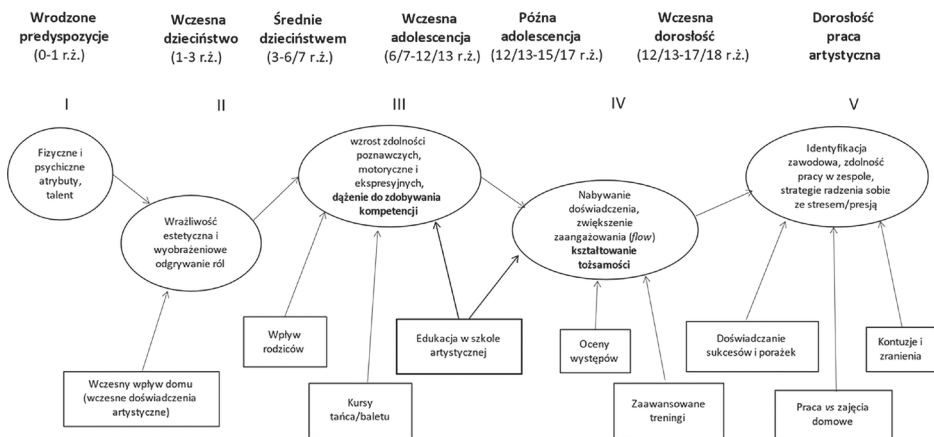 Wrodzone
predyspozycje
(0-1 r.ż.)
Wczesna
dzieciństwo
(1-3 r.ż.)
Średnie
dzieciństwem
(3-6/7 r.ż.)
Wczesna
adolescencja
(6/7-12/13 r.ż.)
Późna
adolescencja
(12/13-15/17 r.ż.)
Wczesna
dorosłość
(12/13-17/18 r.ż.)
Dorosłość
praca
artystyczna
I
II
III
IV
V
Fizyczne i
psychiczne
atrybuty,
talent
Wrażliwość
estetyczna i
wyobrażeniowe
odgrywanie ról
wzrost zdolności
poznawczych,
motoryczne i
ekspresyjnych,
dążenie do zdobywania
kompetencji
Nabywanie
doświadczenia,
zwiększenie
zaangażowania (flow)
kształtowanie
tożsamości
Identyfikacja
zawodowa, zdolność
pracy w zespole,
strategie radzenia sobie
ze stresem/presją
Wczesny wpływ domu
(wczesne doświadczenia
artystyczne)
Wpływ
rodziców
Kursy
tańca/baletu
Edukacja w szkole
artystycznej
Oceny
występów
Zaawansowane
treningi
Doświadczanie
sukcesów i porażek
Praca vs zajęcia
domowe
Kontuzje i
zranienia